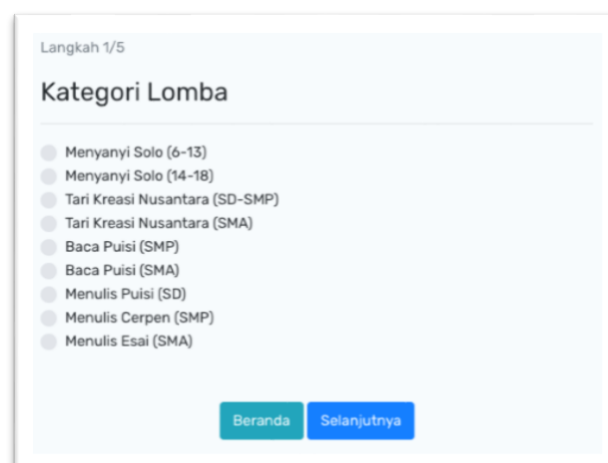 Langkah 1/5
Kategori Lomba
Menyanyi Solo (6-13)
Menyanyi Solo (14-18)
Tari Kreasi Nusantara (SD-SMP)
Tari Kreasi Nusantara (SMA)
Baca Puisi (SMP)
Baca Puisi (SMA)
Menulis Puisi (SD)
Menulis Cerpen (SMP)
Menulis Esai (SMA)
Beranda Selanjutnya